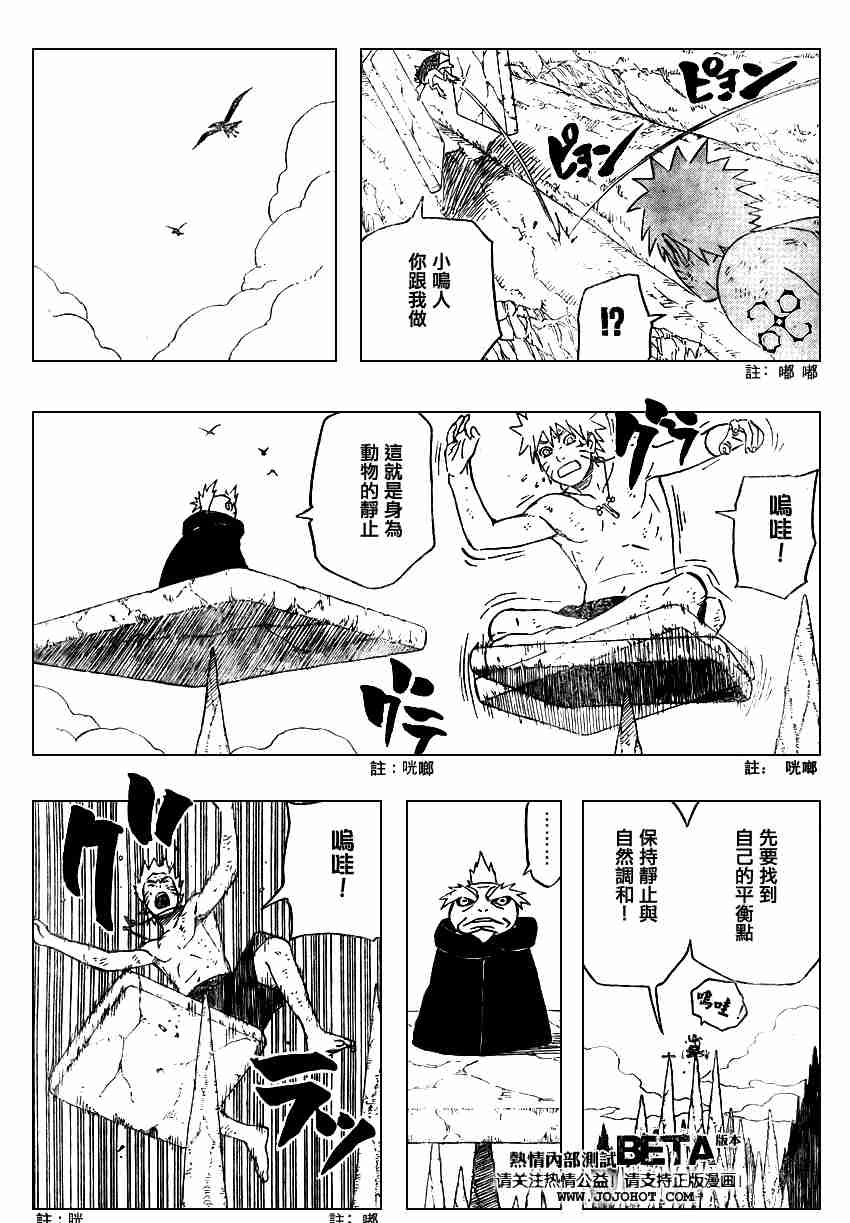 ピョン
ピョン
!?
小鳴人
你跟我做
註：嘟 嘟
嗚哇！
グラ
這就是身為
動物的靜止
グラ
註：咣啷
註：咣啷
先要找到
自己的平衡點
保持靜止與
自然調和！
嗚哇
………
嗚哇！
グッ
ラッ
註：嘟
註：咣
熱情內部測試BETA版本
请关注热情公益！请支持正版漫画！
WWW.JOJOHOT.COM